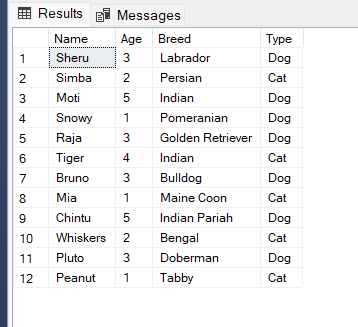 Results Messages
Name Age Breed Type
1 Sheru 3 Labrador Dog
2 Simba 2 Persian Cat
3 Moti 5 Indian Dog
4 Snowy 1 Pomeranian Dog
5 Raja 3 Golden Retriever Dog
6 Tiger 4 Indian Cat
7 Bruno 3 Bulldog Dog
8 Mia 1 Maine Coon Cat
9 Chintu 5 Indian Pariah Dog
10 Whiskers 2 Bengal Cat
11 Pluto 3 Doberman Dog
12 Peanut 1 Tabby Cat